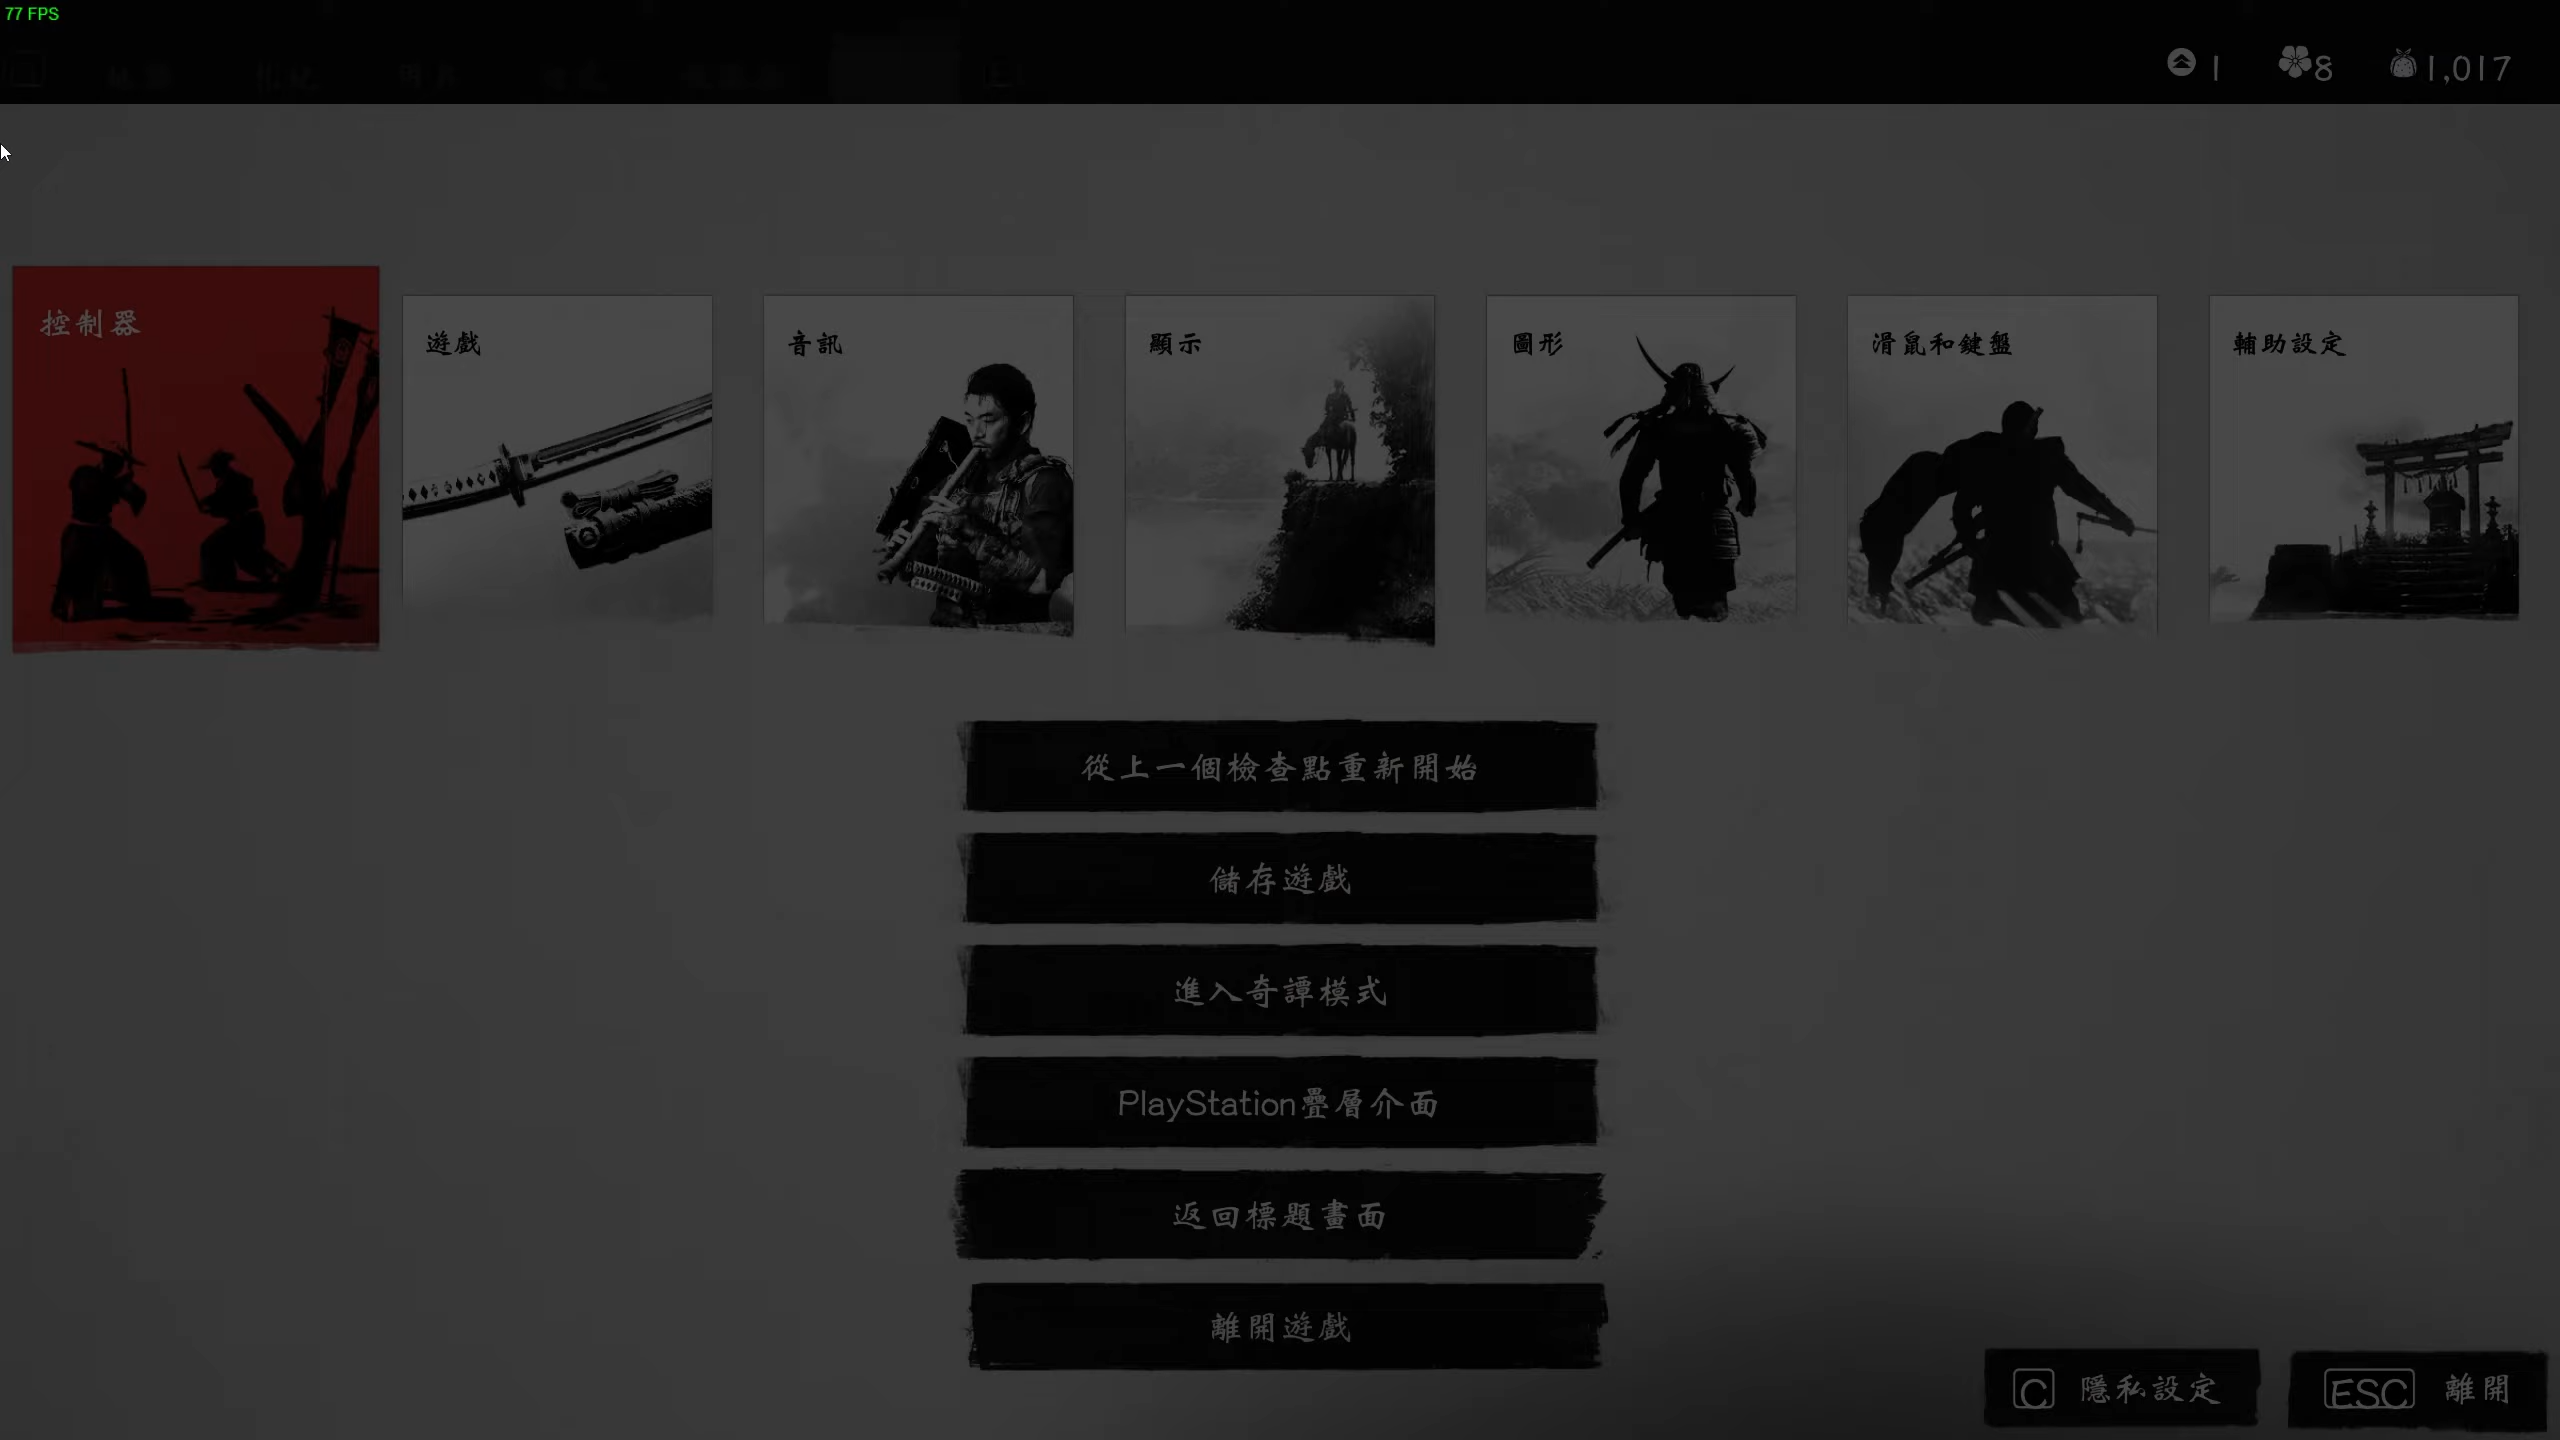 77 FPS
1 8 1,017
控制器
遊戲
音訊
顯示
圖形
滑鼠和鍵盤
輔助設定
從上一個檢查點重新開始
儲存遊戲
進入奇譚模式
PlayStation疊層介面
返回標題畫面
離開遊戲
C 隱私設定
ESC 離開